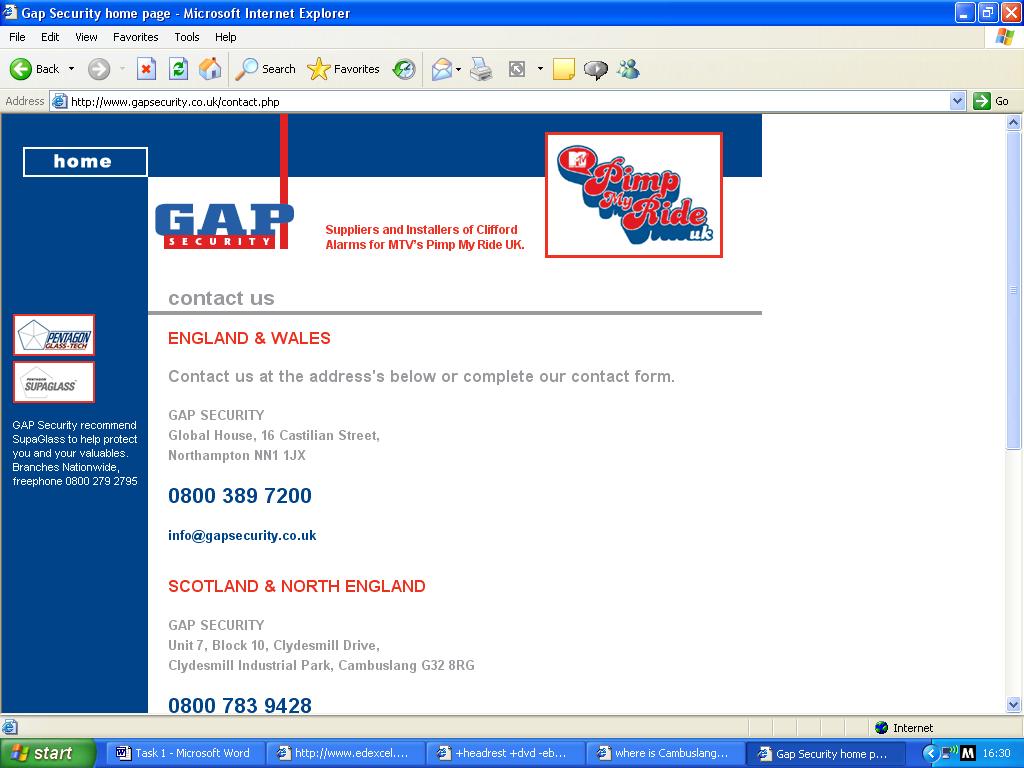 Gap Security home page - Microsoft Internet Explorer
File Edit View Favorites Tools Help
Back Search Favorites
Address http://www.gapsecurity.co.uk/contact.php Go
home
GAP
SECURITY
Suppliers and Installers of Clifford
Alarms for MTV's Pimp My Ride UK.
MTV
Pimp
My
Ride
uk
contact us
PENTAGON
GLASS-TECH
PENTAGON
SUPAGLASS
GAP Security recommend
SupaGlass to help protect
you and your valuables.
Branches Nationwide,
freephone 0800 279 2795
ENGLAND & WALES
Contact us at the address's below or complete our contact form.
GAP SECURITY
Global House, 16 Castilian Street,
Northampton NN1 1JX
0800 389 7200
info@gapsecurity.co.uk
SCOTLAND & NORTH ENGLAND
GAP SECURITY
Unit 7, Block 10, Clydesmill Drive,
Clydesmill Industrial Park, Cambuslang G32 8RG
0800 783 9428
Internet
start Task 1 - Microsoft Word http://www.edexcel.... +headrest +dvd -eb... where is Cambuslang... Gap Security home p... M 16:30